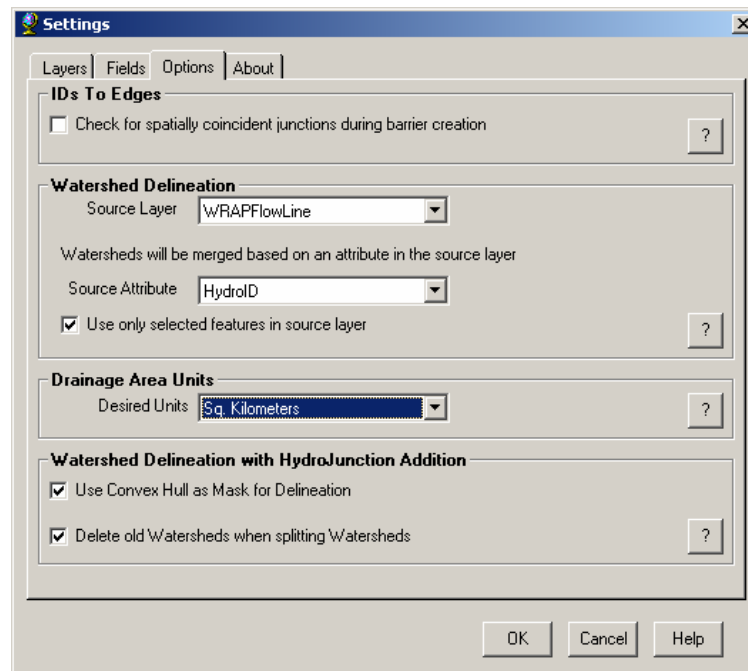 Settings
Layers Fields Options About
IDs To Edges
Check for spatially coincident junctions during barrier creation
?
Watershed Delineation
Source Layer WRAPFlowLine
Watersheds will be merged based on an attribute in the source layer
Source Attribute HydroID
Use only selected features in source layer
?
Drainage Area Units
Desired Units Sq. Kilometers
?
Watershed Delineation with HydroJunction Addition
Use Convex Hull as Mask for Delineation
Delete old Watersheds when splitting Watersheds
?
OK Cancel Help